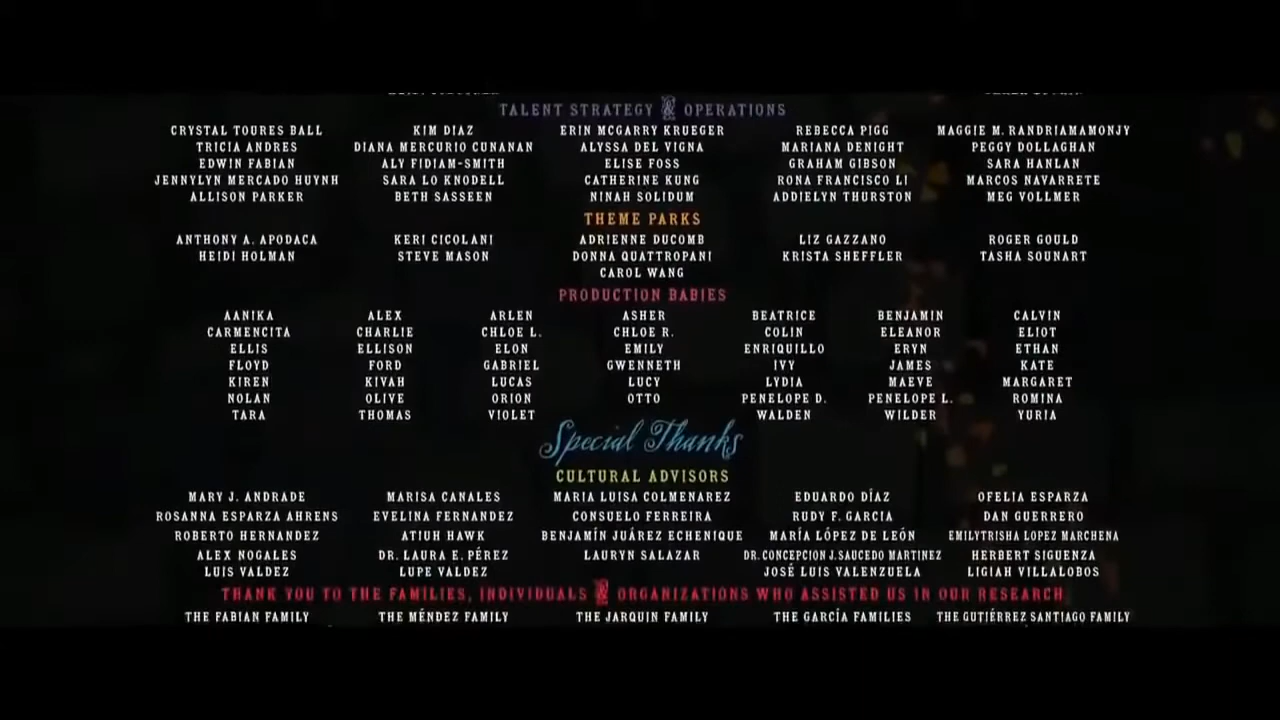 TALENT STRATEGY & OPERATIONS
CRYSTAL TOURES BALL KIM DIAZ ERIN MCGARRY KRUEGER REBECCA PIGG MAGGIE M. RANDRIAMAMONJY
TRICIA ANDRES DIANA MERCURIO CUNANAN ALYSSA DEL VIGNA MARIANA DENIGHT PEGGY DOLLAGHAN
EDWIN FABIAN ALY FIDIAM-SMITH ELISE FOSS GRAHAM GIBSON SARA HANLAN
JENNYLYN MERCADO HUYNH SARA LO KNODELL CATHERINE KUNG RONA FRANCISCO LI MARCOS NAVARRETE
ALLISON PARKER BETH SASSEEN NINAH SOLIDUM ADDIELYN THURSTON MEG VOLLMER
THEME PARKS
ANTHONY A. APODACA KERI CICOLANI ADRIENNE DUCOMB LIZ GAZZANO ROGER GOULD
HEIDI HOLMAN STEVE MASON DONNA QUATTROPANI KRISTA SHEFFLER TASHA SOUNART
CAROL WANG
PRODUCTION BABIES
AANIKA ALEX ARLEN ASHER BEATRICE BENJAMIN CALVIN
CARMENCITA CHARLIE CHLOE L. CHLOE R. COLIN ELEANOR ELIOT
ELLIS ELLISON ELON EMILY ENRIQUILLO ERYN ETHAN
FLOYD FORD GABRIEL GWENNETH IVY JAMES KATE
KIREN KIVAH LUCAS LUCY LYDIA MAEVE MARGARET
NOLAN OLIVE ORION OTTO PENELOPE D. PENELOPE L. ROMINA
TARA THOMAS VIOLET WALDEN WILDER YURIA
Special Thanks
CULTURAL ADVISORS
MARY J. ANDRADE MARISA CANALES MARIA LUISA COLMENAREZ EDUARDO DÍAZ OFELIA ESPARZA
ROSANNA ESPARZA AHRENS EVELINA FERNANDEZ CONSUELO FERREIRA RUDY F. GARCIA DAN GUERRERO
ROBERTO HERNANDEZ ATIUH HAWK BENJAMÍN JUÁREZ ECHENIQUE MARÍA LÓPEZ DE LEÓN EMILYTRISHA LOPEZ MARCHENA
ALEX NOGALES DR. LAURA E. PÉREZ LAURYN SALAZAR DR. CONCEPCION J. SAUCEDO MARTINEZ HERBERT SIGUENZA
LUIS VALDEZ LUPE VALDEZ JOSÉ LUIS VALENZUELA LIGIAH VILLALOBOS
THANK YOU TO THE FAMILIES, INDIVIDUALS & ORGANIZATIONS WHO ASSISTED US IN OUR RESEARCH
THE FABIAN FAMILY THE MÉNDEZ FAMILY THE JARQUIN FAMILY THE GARCÍA FAMILIES THE GUTIÉRREZ SANTIAGO FAMILY